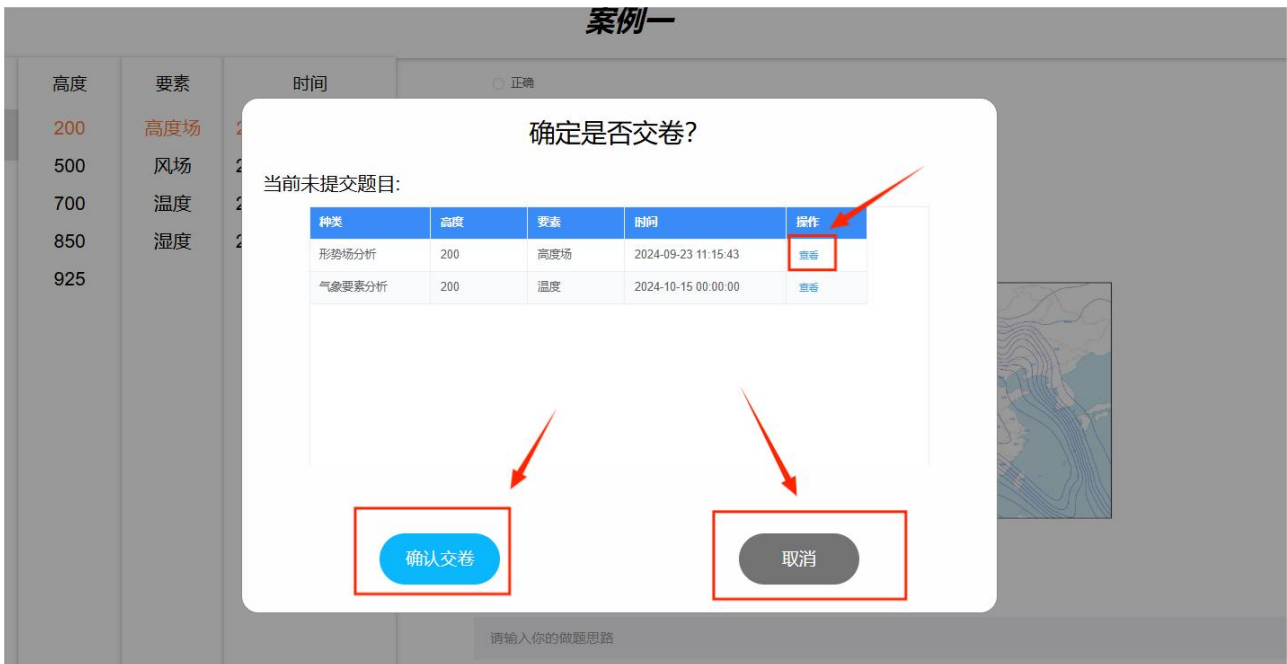 案例一
高度 要素 时间
正确
200 高度场 2
500 风场 2
700 温度 2
850 湿度 2
925
确定是否交卷?
当前未提交题目:
种类 高度 要素 时间 操作
形势场分析 200 高度场 2024-09-23 11:15:43 查看
气象要素分析 200 温度 2024-10-15 00:00:00 查看
确认交卷 取消
请输入你的做题思路